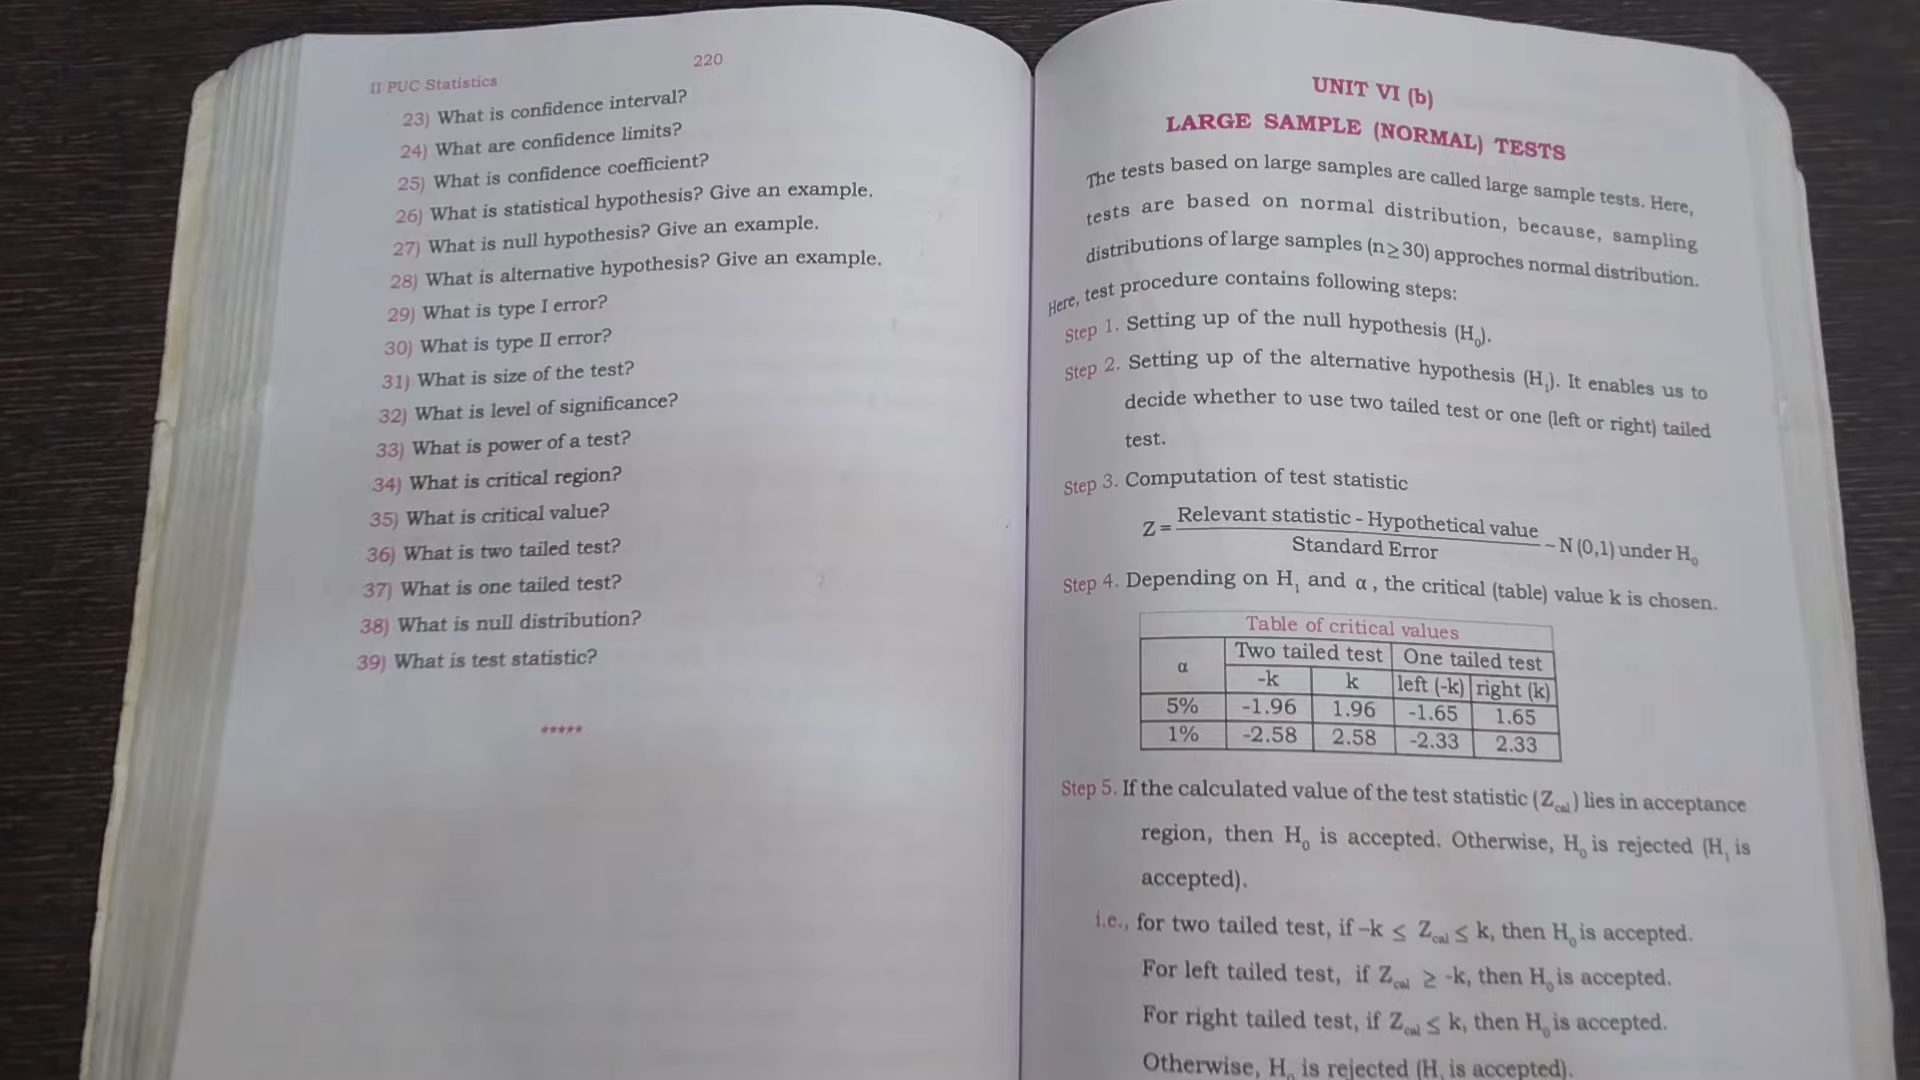 220
II PUC Statistics
23) What is confidence interval?
24) What are confidence limits?
25) What is confidence coefficient?
26) What is statistical hypothesis? Give an example.
27) What is null hypothesis? Give an example.
28) What is alternative hypothesis? Give an example.
29) What is type I error?
30) What is type II error?
31) What is size of the test?
32) What is level of significance?
33) What is power of a test?
34) What is critical region?
35) What is critical value?
36) What is two tailed test?
37) What is one tailed test?
38) What is null distribution?
39) What is test statistic?
*****
UNIT VI (b)
LARGE SAMPLE (NORMAL) TESTS
The tests based on large samples are called large sample tests. Here,
tests are based on normal distribution, because, sampling
distributions of large samples (n≥30) approches normal distribution.
Here, test procedure contains following steps:
Step 1. Setting up of the null hypothesis (H₀).
Step 2. Setting up of the alternative hypothesis (H₁). It enables us to
decide whether to use two tailed test or one (left or right) tailed
test.
Step 3. Computation of test statistic
Z = Relevant statistic - Hypothetical value / Standard Error ~ N (0,1) under H₀
Step 4. Depending on H₁ and α, the critical (table) value k is chosen.
Table of critical values
α Two tailed test One tailed test
-k k left (-k) right (k)
5% -1.96 1.96 -1.65 1.65
1% -2.58 2.58 -2.33 2.33
Step 5. If the calculated value of the test statistic (Zcal) lies in acceptance
region, then H₀ is accepted. Otherwise, H₀ is rejected (H₁ is
accepted).
i.e., for two tailed test, if -k ≤ Zcal ≤ k, then H₀ is accepted.
For left tailed test, if Zcal ≥ -k, then H₀ is accepted.
For right tailed test, if Zcal ≤ k, then H₀ is accepted.
Otherwise, H₀ is rejected (H₁ is accepted).